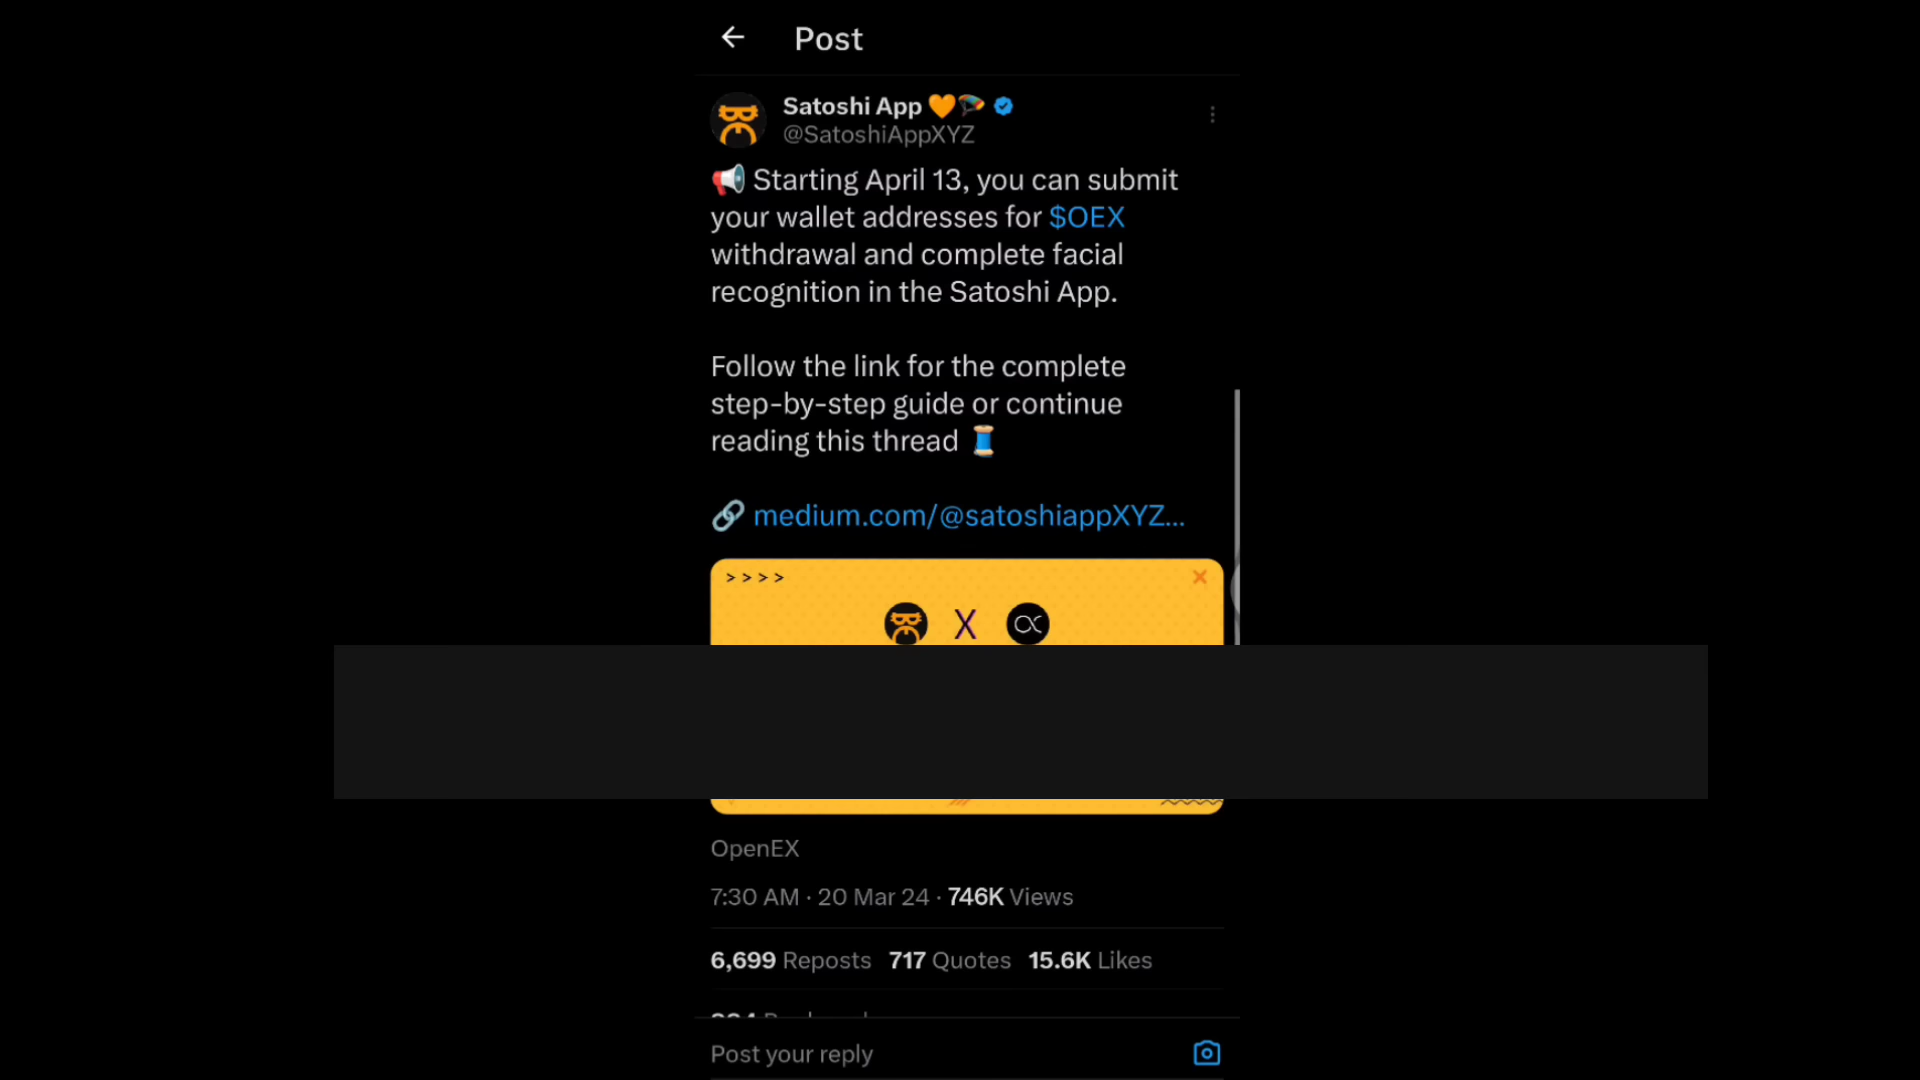 Post
Satoshi App 🧡🪂
@SatoshiAppXYZ
📢 Starting April 13, you can submit
your wallet addresses for $OEX
withdrawal and complete facial
recognition in the Satoshi App.
Follow the link for the complete
step-by-step guide or continue
reading this thread 🧵
🔗 medium.com/@satoshiappXYZ...
> > > >
X
OpenEX
7:30 AM · 20 Mar 24 · 746K Views
6,699 Reposts 717 Quotes 15.6K Likes
Post your reply